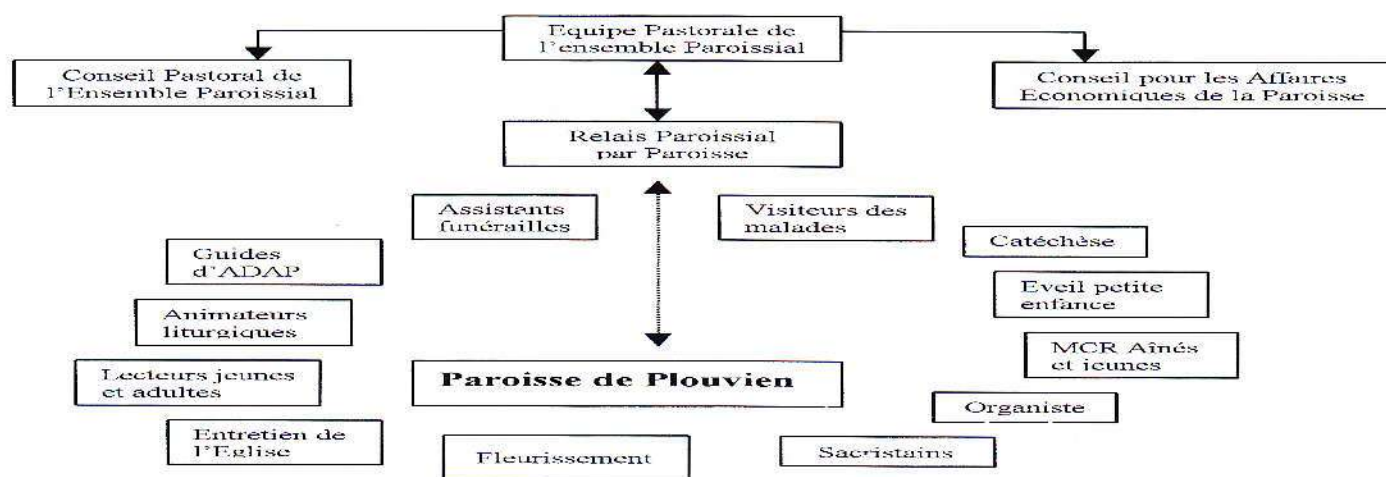 Equipe Pastorale de
l'ensemble Paroissial
Conseil Pastoral de
l'Ensemble Paroissial
Conseil pour les Affaires
Economiques de la Paroisse
Relais Paroissial
par Paroisse
Assistants
funérailles
Visiteurs des
malades
Guides
d'ADAP
Catéchèse
Animateurs
liturgiques
Eveil petite
enfance
Lecteurs jeunes
et adultes
Paroisse de Plouvien
MCR Aînés
et jeunes
Entretien de
l'Eglise
Fleurissement
Sacristains
Organiste